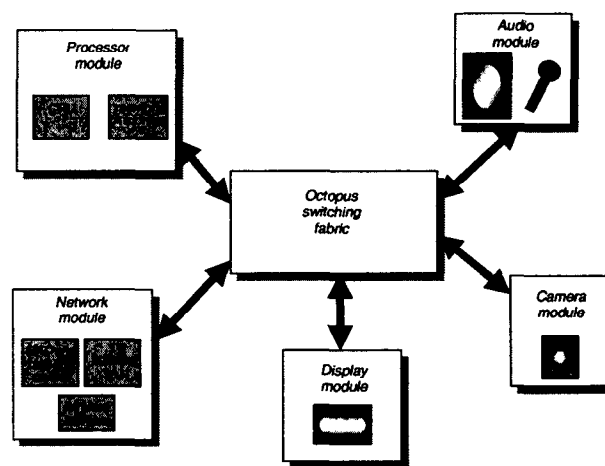 Processor
module
Audio
module
Octopus
switching
fabric
Network
module
Display
module
Camera
module